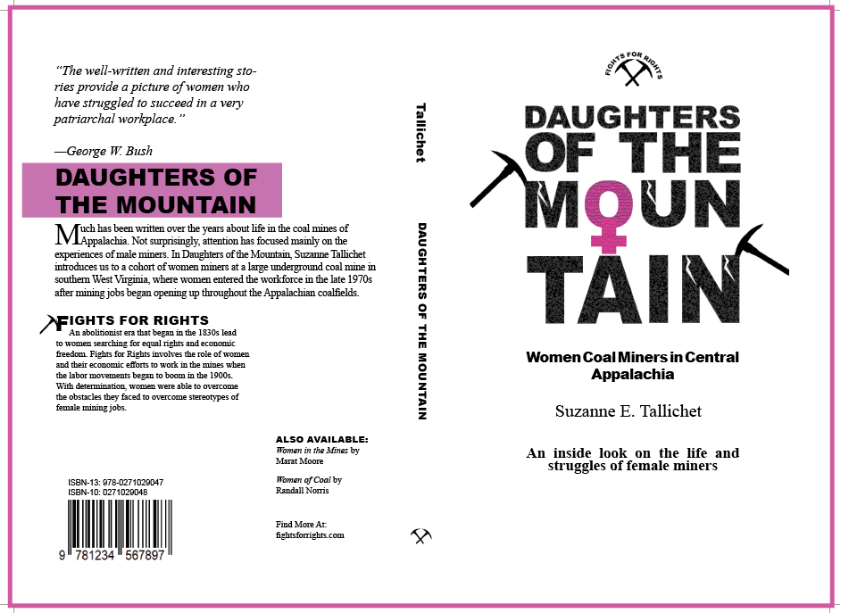 “The well-written and interesting sto-
ries provide a picture of women who
have struggled to succeed in a very
patriarchal workplace.”
—George W. Bush
DAUGHTERS OF
THE MOUNTAIN
Much has been written over the years about life in the coal mines of
Appalachia. Not surprisingly, attention has focused mainly on the
experiences of male miners. In Daughters of the Mountain, Suzanne Tallichet
introduces us to a cohort of women miners at a large underground coal mine in
southern West Virginia, where women entered the workforce in the late 1970s
after mining jobs began opening up throughout the Appalachian coalfields.
FIGHTS FOR RIGHTS
An abolitionist era that began in the 1830s lead
to women searching for equal rights and economic
freedom. Fights for Rights involves the role of women
and their economic efforts to work in the mines when
the labor movements began to boom in the 1900s.
With determination, women were able to overcome
the obstacles they faced to overcome stereotypes of
female mining jobs.
ALSO AVAILABLE:
Women in the Mines by
Marat Moore
Women of Coal by
Randall Norris
Find More At:
fightsforrights.com
ISBN-13: 978-0271029047
ISBN-10: 0271029048
9 781234 567897
Tallichet
DAUGHTERS OF THE MOUNTAIN
FIGHTS FOR RIGHTS
DAUGHTERS
OF THE
MOUN
TAIN
Women Coal Miners in Central
Appalachia
Suzanne E. Tallichet
An inside look on the life and
struggles of female miners